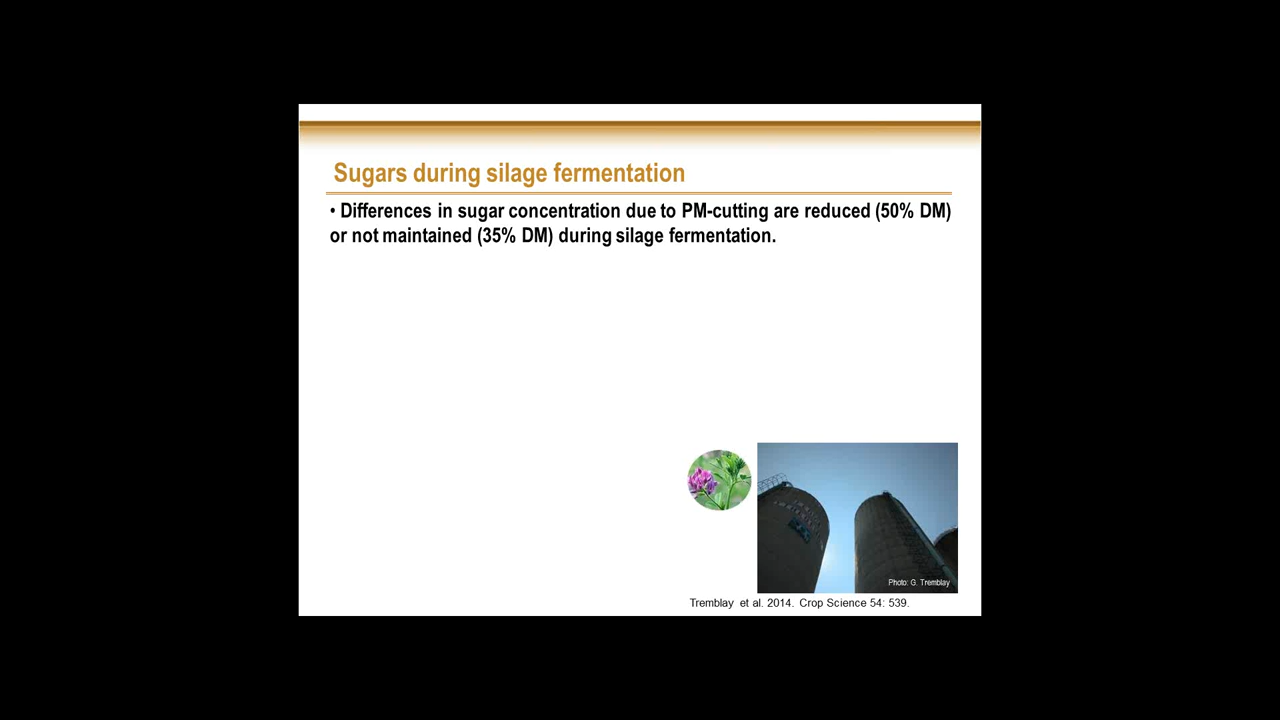 Sugars during silage fermentation
• Differences in sugar concentration due to PM-cutting are reduced (50% DM)
or not maintained (35% DM) during silage fermentation.
Photo: G. Tremblay
Tremblay et al. 2014. Crop Science 54: 539.